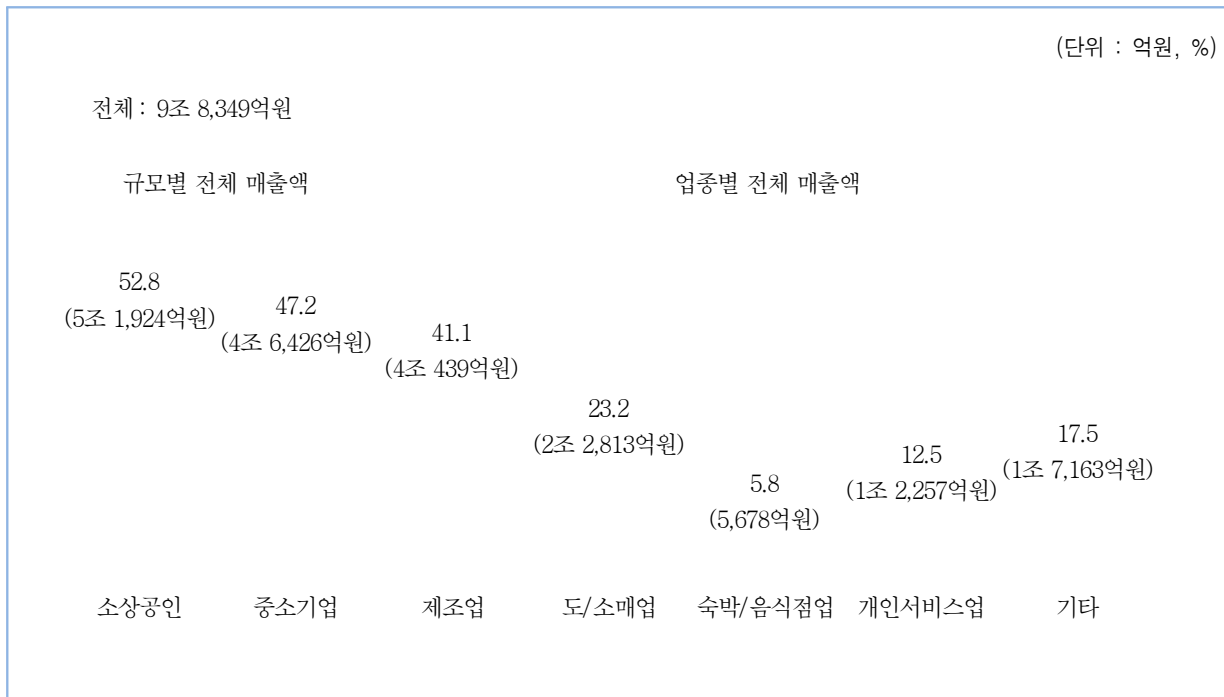 (단위 : 억원, %)
전체 : 9조 8,349억원
규모별 전체 매출액
업종별 전체 매출액
52.8
(5조 1,924억원)
47.2
(4조 6,426억원)
41.1
(4조 439억원)
23.2
(2조 2,813억원)
5.8
(5,678억원)
12.5
(1조 2,257억원)
17.5
(1조 7,163억원)
소상공인
중소기업
제조업
도/소매업
숙박/음식점업
개인서비스업
기타